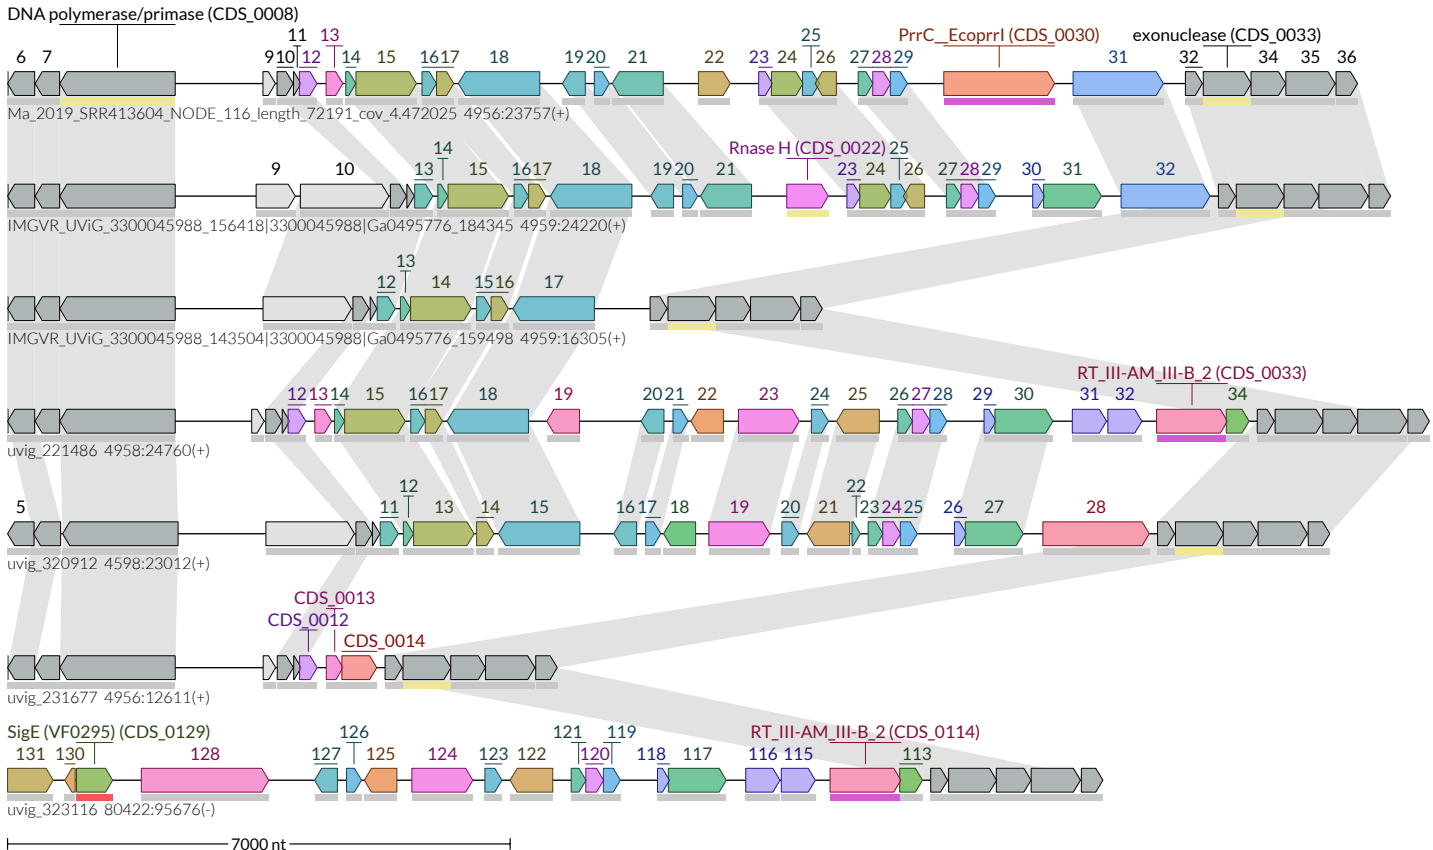 DNA polymerase/primase (CDS_0008)
11 13 25 PrrC_EcoprrI (CDS_0030) exonuclease (CDS_0033)
6 7 9 10 12 14 15 16 17 18 19 20 21 22 23 24 26 27 28 29 31 32 34 35 36
Ma_2019_SRR413604_NODE_116_length_72191_cov_4.472025 4956:23757(+)
14 Rnase H (CDS_0022) 25
9 10 13 15 16 17 18 19 20 21 23 24 26 27 28 29 30 31 32
IMGVR_UViG_3300045988_156418|3300045988|Ga0495776_184345 4959:24220(+)
13
12 14 15 16 17
IMGVR_UViG_3300045988_143504|3300045988|Ga0495776_159498 4959:16305(+)
RT_III-AM_III-B_2 (CDS_0033)
12 13 14 15 16 17 18 19 20 21 22 23 24 25 26 27 28 29 30 31 32 34
uvig_221486 4958:24760(+)
12 22
5 11 13 14 15 16 17 18 19 20 21 23 24 25 26 27 28
uvig_320912 4598:23012(+)
CDS_0013
CDS_0012
CDS_0014
uvig_231677 4956:12611(+)
SigE (VF0295) (CDS_0129) 126 121 119 RT_III-AM_III-B_2 (CDS_0114)
131 130 128 127 125 124 123 122 120 118 117 116 115 113
uvig_323116 80422:95676(-)
7000 nt